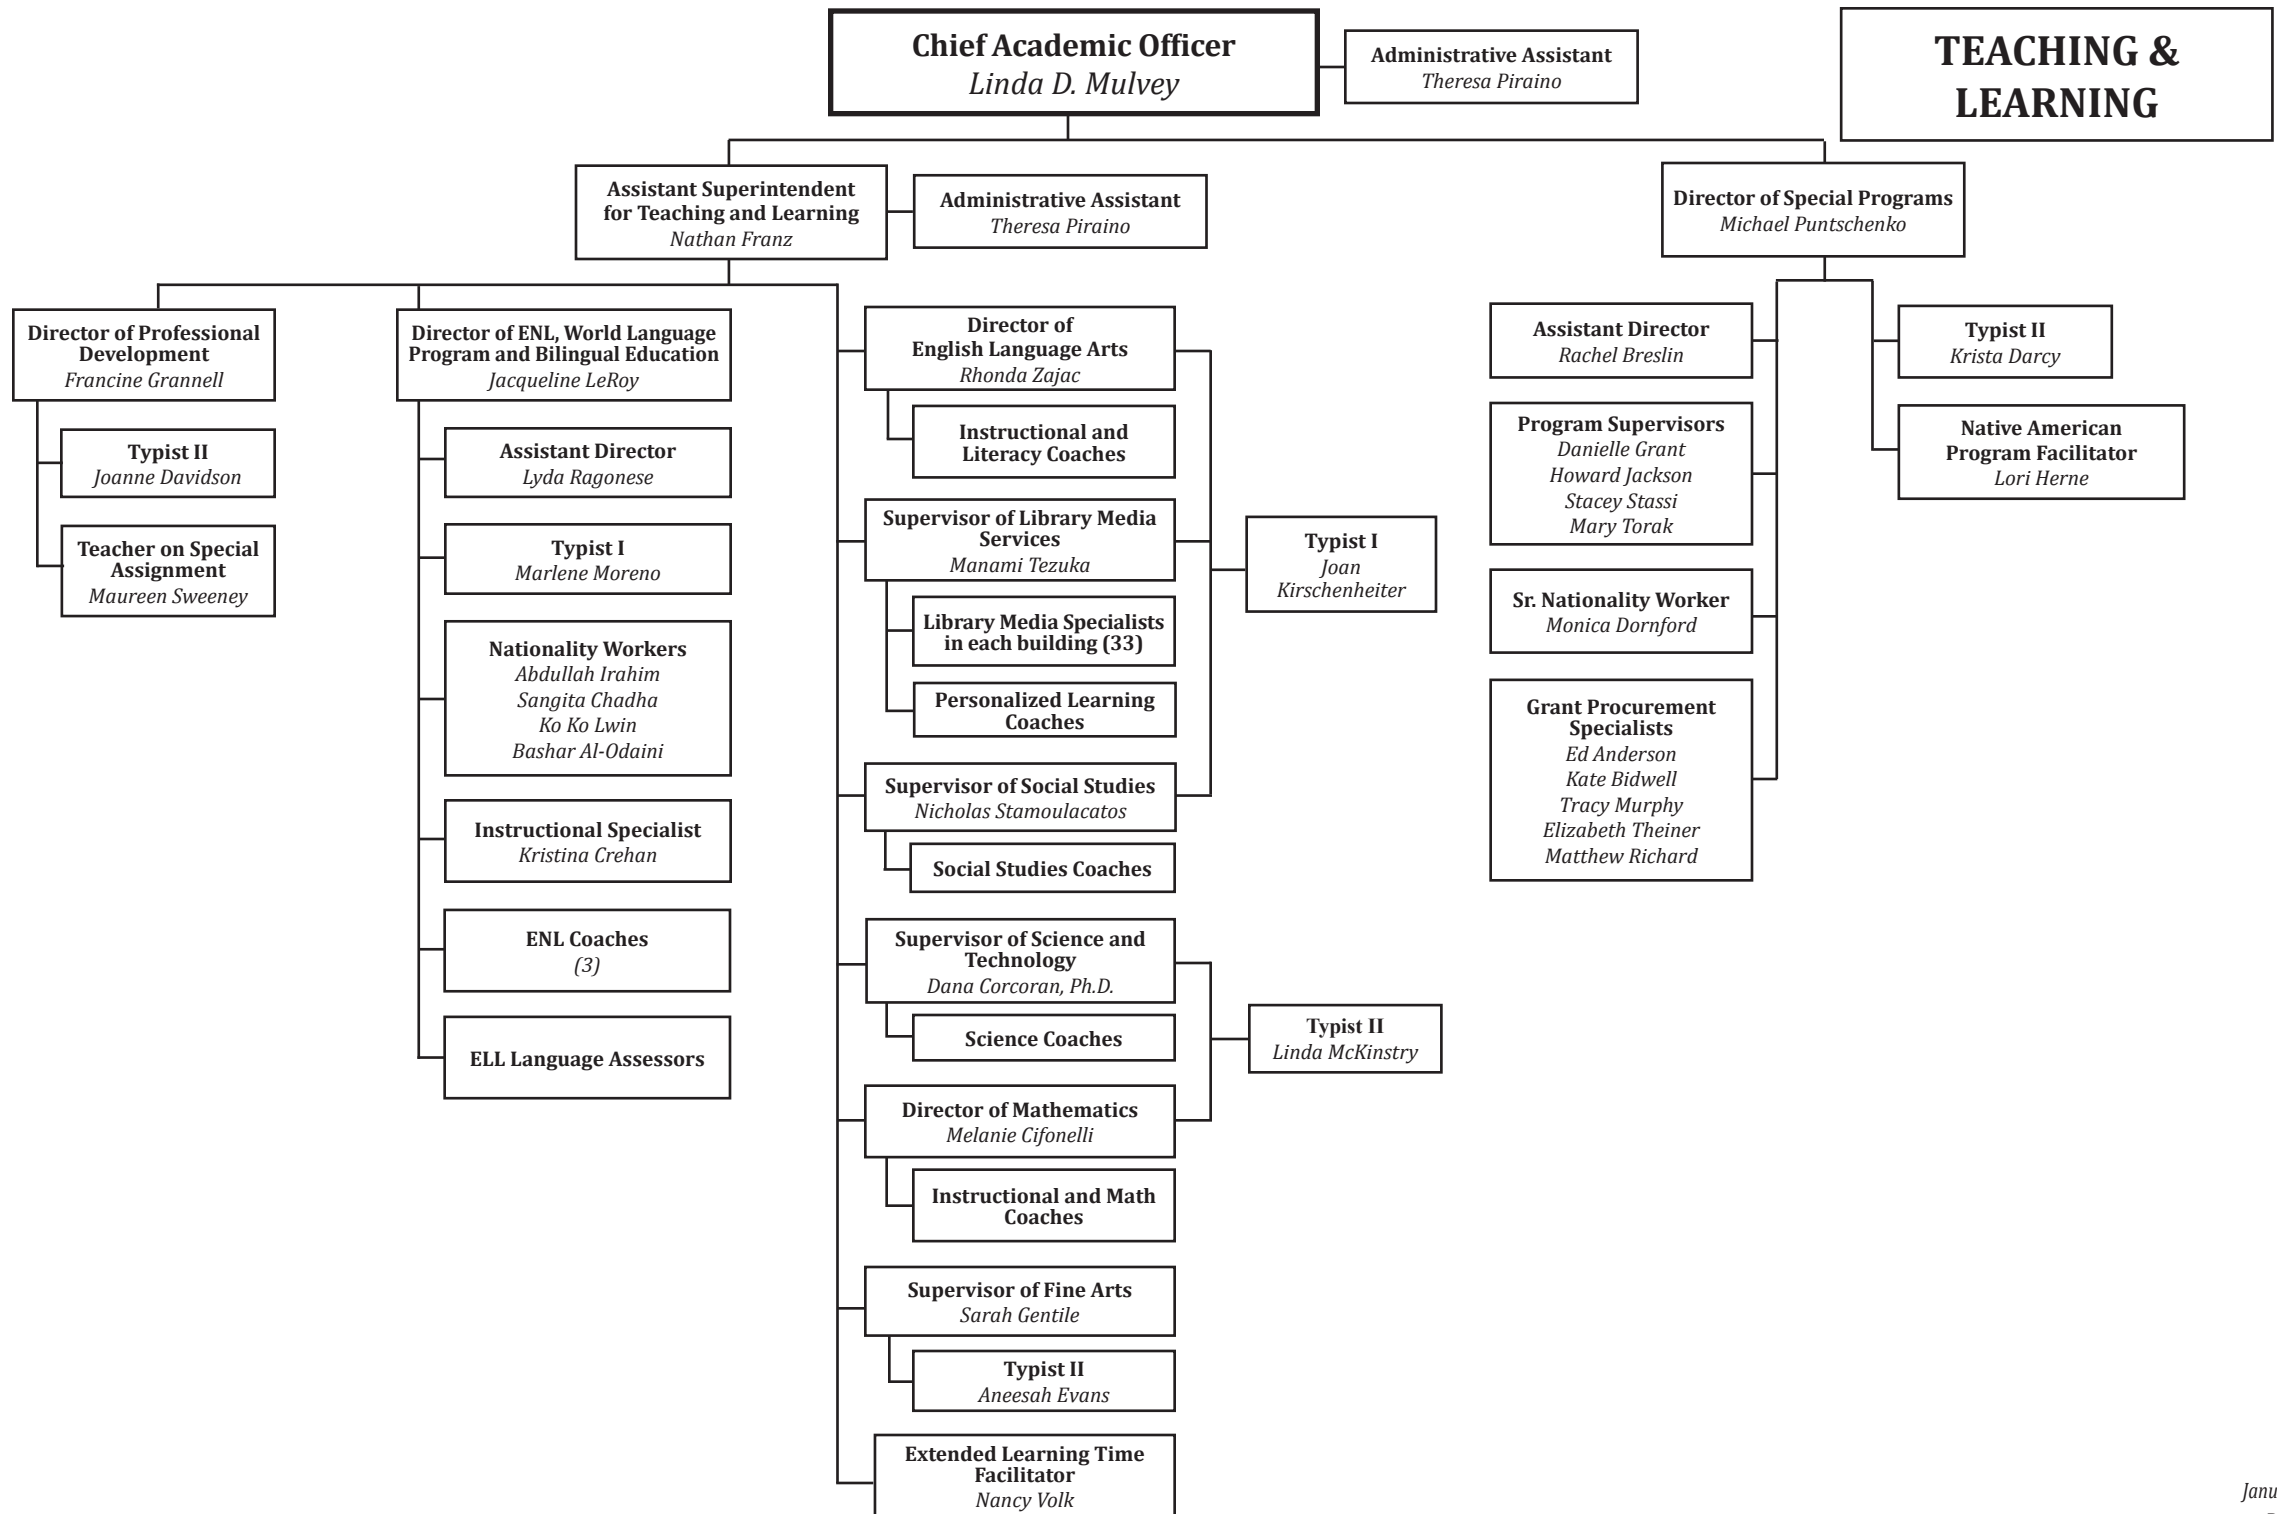 Chief Academic Officer
Linda D. Mulvey
Administrative Assistant
Theresa Piraino
TEACHING &
LEARNING
Assistant Superintendent
for Teaching and Learning
Nathan Franz
Administrative Assistant
Theresa Piraino
Director of Special Programs
Michael Puntschenko
Director of Professional
Development
Francine Grannell
Typist II
Joanne Davidson
Teacher on Special
Assignment
Maureen Sweeney
Director of ENL, World Language
Program and Bilingual Education
Jacqueline LeRoy
Assistant Director
Lyda Ragonese
Typist I
Marlene Moreno
Nationality Workers
Abdullah Irahim
Sangita Chadha
Ko Ko Lwin
Bashar Al-Odaini
Instructional Specialist
Kristina Crehan
ENL Coaches
(3)
ELL Language Assessors
Director of
English Language Arts
Rhonda Zajac
Instructional and
Literacy Coaches
Supervisor of Library Media
Services
Manami Tezuka
Library Media Specialists
in each building (33)
Personalized Learning
Coaches
Supervisor of Social Studies
Nicholas Stamoulacatos
Social Studies Coaches
Typist I
Joan
Kirschenheiter
Supervisor of Science and
Technology
Dana Corcoran, Ph.D.
Science Coaches
Director of Mathematics
Melanie Cifonelli
Instructional and Math
Coaches
Typist II
Linda McKinstry
Supervisor of Fine Arts
Sarah Gentile
Typist II
Aneesah Evans
Extended Learning Time
Facilitator
Nancy Volk
Assistant Director
Rachel Breslin
Program Supervisors
Danielle Grant
Howard Jackson
Stacey Stassi
Mary Torak
Sr. Nationality Worker
Monica Dornford
Grant Procurement
Specialists
Ed Anderson
Kate Bidwell
Tracy Murphy
Elizabeth Theiner
Matthew Richard
Typist II
Krista Darcy
Native American
Program Facilitator
Lori Herne
Janu